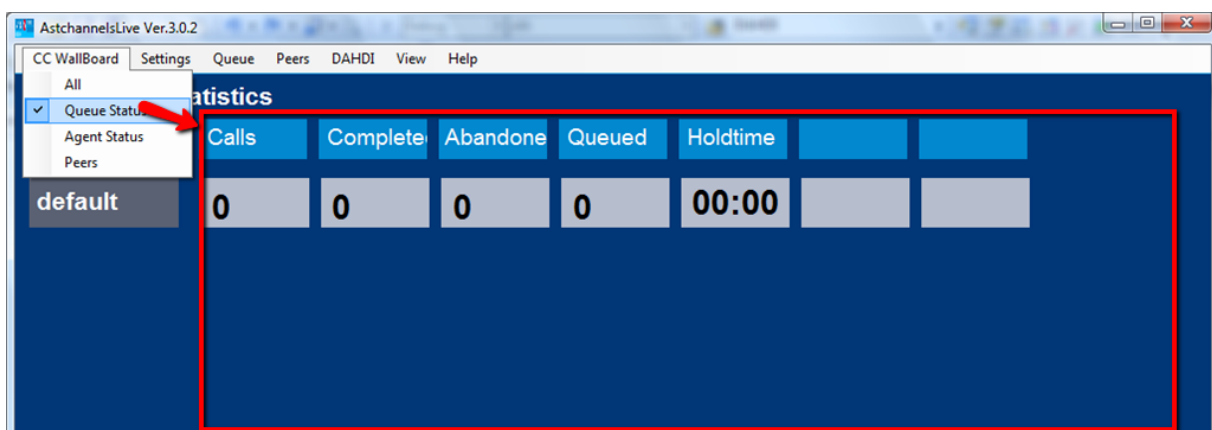 AstchannelsLive Ver.3.0.2
CC WallBoard Settings Queue Peers DAHDI View Help
All
Queue Status
Agent Status
Peers
atistics
Calls Complete Abandone Queued Holdtime
default 0 0 0 0 00:00